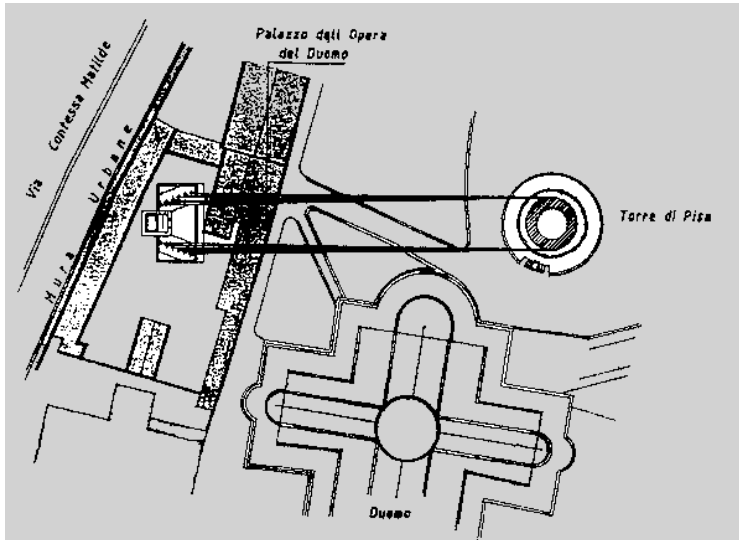 Palazzo dell Opera
del Duomo
Via Contessa Matilde
Mura Urbane
Torre di Pisa
Duomo